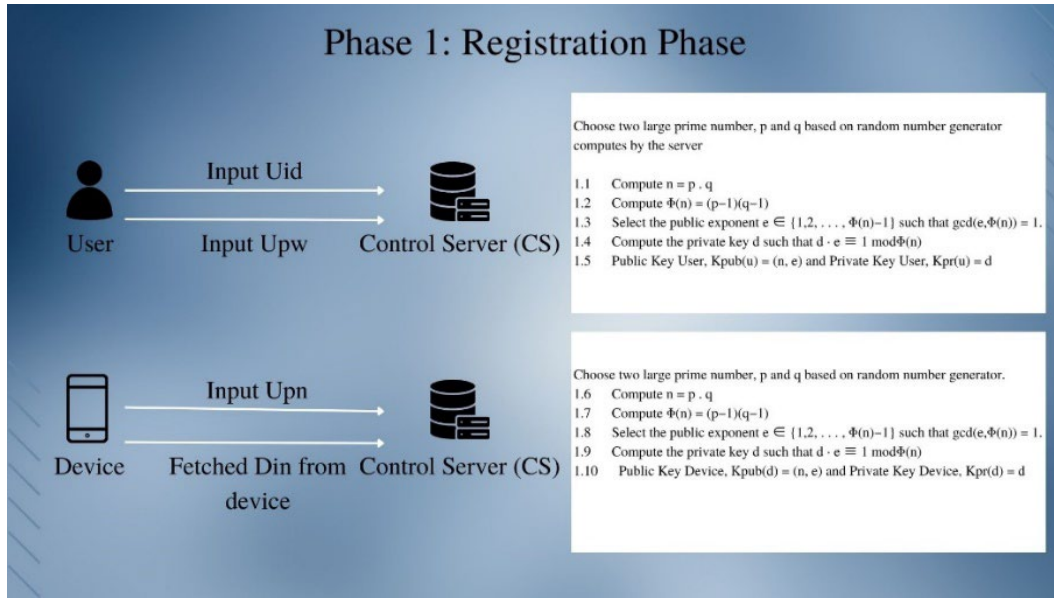 Phase 1: Registration Phase
Input Uid
User
Input Upw
Control Server (CS)
Choose two large prime number, p and q based on random number generator
computes by the server
1.1 Compute n = p . q
1.2 Compute Φ(n) = (p−1)(q−1)
1.3 Select the public exponent e ∈ {1,2, . . . , Φ(n)−1} such that gcd(e,Φ(n)) = 1.
1.4 Compute the private key d such that d · e ≡ 1 modΦ(n)
1.5 Public Key User, Kpub(u) = (n, e) and Private Key User, Kpr(u) = d
Input Upn
Device
Fetched Din from
device
Control Server (CS)
Choose two large prime number, p and q based on random number generator.
1.6 Compute n = p . q
1.7 Compute Φ(n) = (p−1)(q−1)
1.8 Select the public exponent e ∈ {1,2, . . . , Φ(n)−1} such that gcd(e,Φ(n)) = 1.
1.9 Compute the private key d such that d · e ≡ 1 modΦ(n)
1.10 Public Key Device, Kpub(d) = (n, e) and Private Key Device, Kpr(d) = d